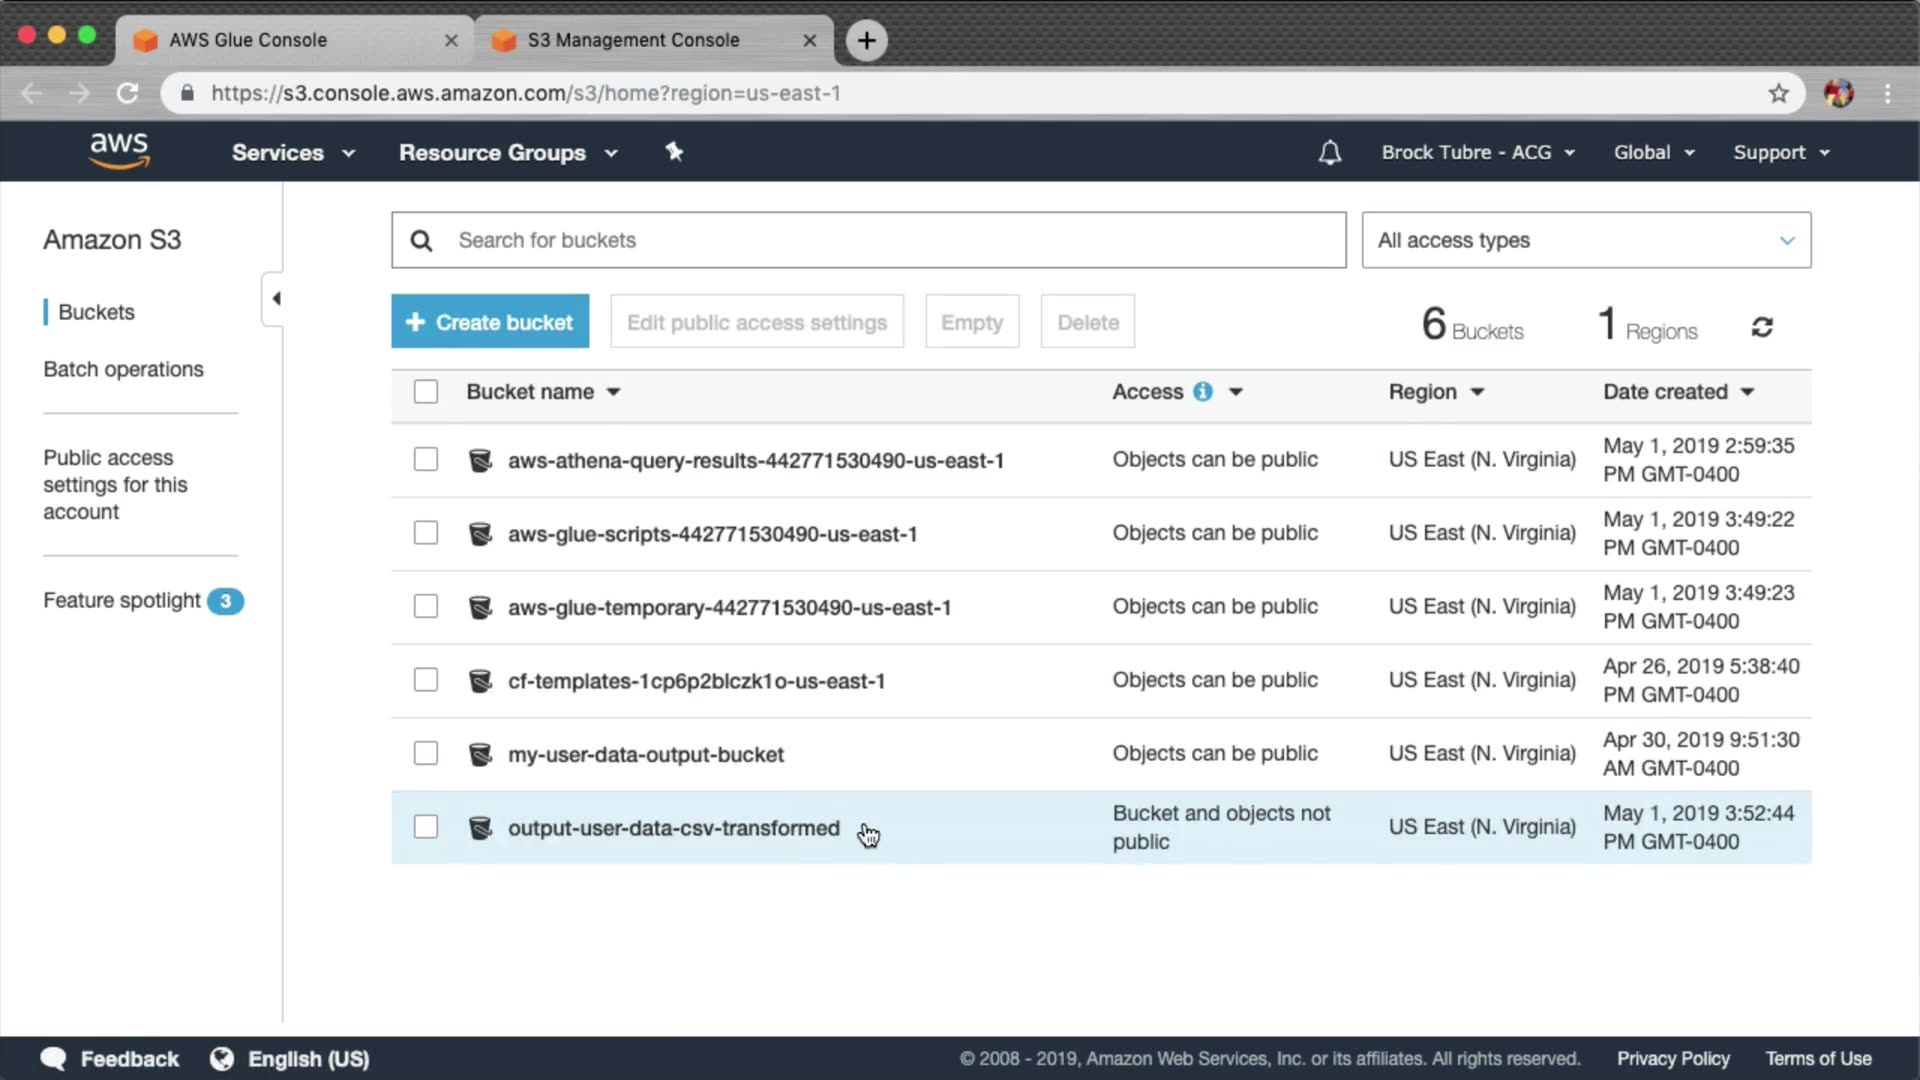 AWS Glue Console
S3 Management Console
https://s3.console.aws.amazon.com/s3/home?region=us-east-1
aws
Services
Resource Groups
Brock Tubre - ACG
Global
Support
Amazon S3
Buckets
Batch operations
Public access
settings for this
account
Feature spotlight 3
Search for buckets
All access types
+ Create bucket
Edit public access settings
Empty
Delete
6 Buckets
1 Regions
Bucket name
Access
Region
Date created
aws-athena-query-results-442771530490-us-east-1
Objects can be public
US East (N. Virginia)
May 1, 2019 2:59:35
PM GMT-0400
aws-glue-scripts-442771530490-us-east-1
Objects can be public
US East (N. Virginia)
May 1, 2019 3:49:22
PM GMT-0400
aws-glue-temporary-442771530490-us-east-1
Objects can be public
US East (N. Virginia)
May 1, 2019 3:49:23
PM GMT-0400
cf-templates-1cp6p2blczk1o-us-east-1
Objects can be public
US East (N. Virginia)
Apr 26, 2019 5:38:40
PM GMT-0400
my-user-data-output-bucket
Objects can be public
US East (N. Virginia)
Apr 30, 2019 9:51:30
AM GMT-0400
output-user-data-csv-transformed
Bucket and objects not
public
US East (N. Virginia)
May 1, 2019 3:52:44
PM GMT-0400
Feedback
English (US)
© 2008 - 2019, Amazon Web Services, Inc. or its affiliates. All rights reserved.
Privacy Policy
Terms of Use